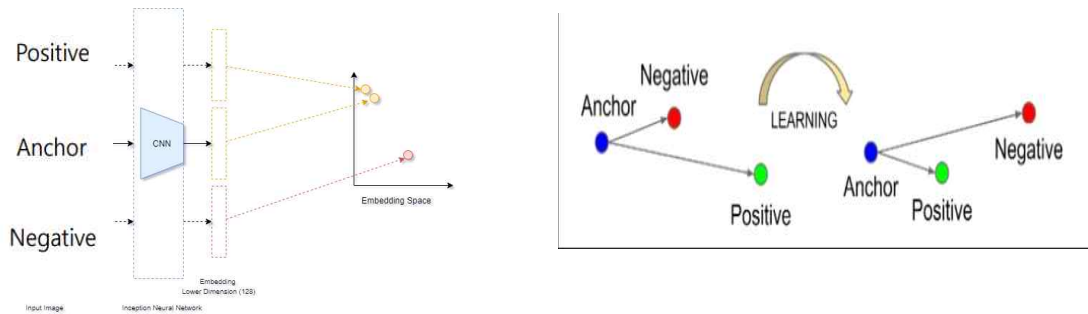 Positive
Anchor
Negative
CNN
Embedding
Lower Dimension (128)
Input Image
Inception Neural Network
Embedding Space
Anchor
Negative
Positive
LEARNING
Anchor
Negative
Positive